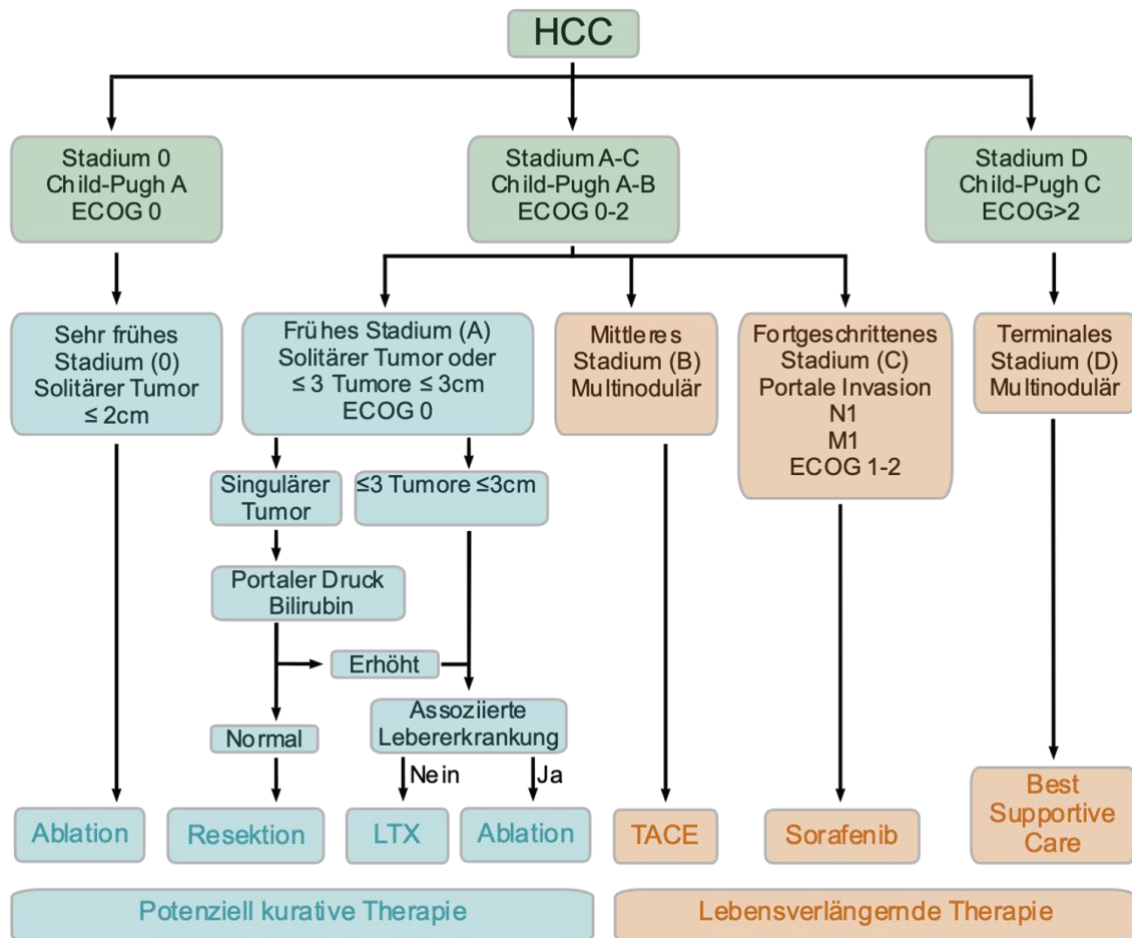 HCC
Stadium 0
Child-Pugh A
ECOG 0
Stadium A-C
Child-Pugh A-B
ECOG 0-2
Stadium D
Child-Pugh C
ECOG>2
Sehr frühes
Stadium (0)
Solitärer Tumor
≤ 2cm
Frühes Stadium (A)
Solitärer Tumor oder
≤ 3 Tumore ≤ 3cm
ECOG 0
Mittleres
Stadium (B)
Multinodulär
Fortgeschrittenes
Stadium (C)
Portale Invasion
N1
M1
ECOG 1-2
Terminales
Stadium (D)
Multinodulär
Singulärer
Tumor
≤3 Tumore ≤3cm
Portaler Druck
Bilirubin
Erhöht
Normal
Assoziierte
Lebererkrankung
Nein
Ja
Ablation
Resektion
LTX
Ablation
TACE
Sorafenib
Best
Supportive
Care
Potenziell kurative Therapie
Lebensverlängernde Therapie